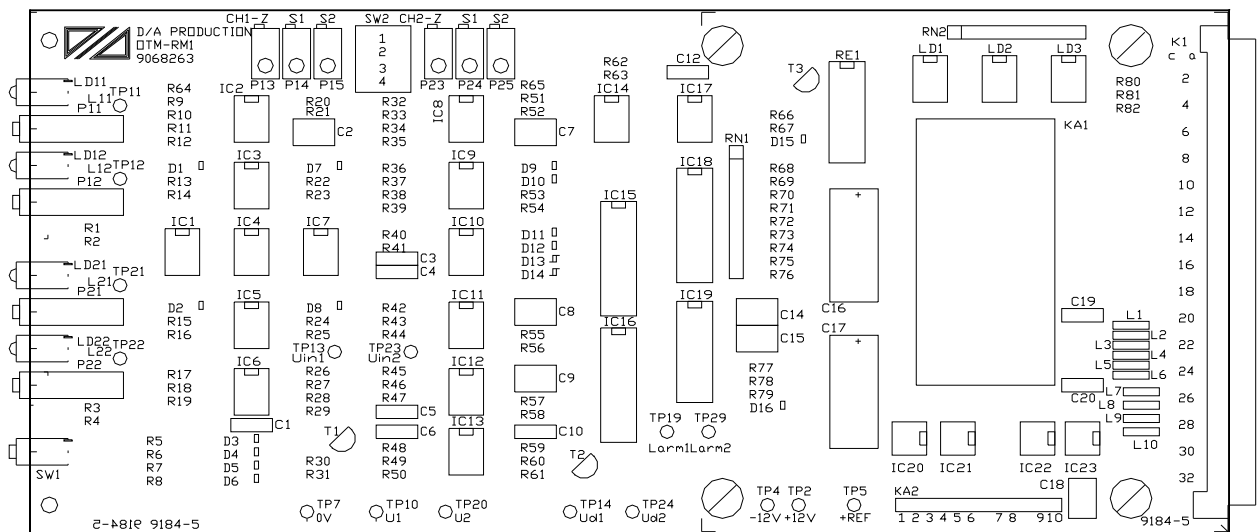 CH1-Z S1 S2 SW2 CH2-Z S1 S2
D/A PRODUCTION
OTM-RM1
9068263
1
2
3
4
P13 P14 P15 P23 P24 P25
LD11
L11 TP11
P11
LD12
L12 TP12
P12
R1
R2
LD21
L21 TP21
P21
LD22
L22 TP22
P22
R3
R4
SW1
R64
R9
R10
R11
R12
D1
R13
R14
IC1
D2
R15
R16
R17
R18
R19
R5
R6
R7
R8
IC2
IC3
IC4
IC5
IC6
C1
D3
D4
D5
D6
R20
R21
C2
D7
R22
R23
IC7
D8
R24
R25
TP13
Uin1
R26
R27
R28
R29
T1
R30
R31
TP7
0V
R32
R33
R34
R35
R36
R37
R38
R39
R40
R41
C3
C4
R42
R43
R44
TP23
Uin2
R45
R46
R47
C5
C6
R48
R49
R50
TP10
U1
IC8
IC9
IC10
IC11
IC12
IC13
TP20
U2
R65
R51
R52
C7
D9
D10
R53
R54
D11
D12
D13
D14
C8
R55
R56
C9
R57
R58
C10
R59
R60
R61
T2
TP14
Ud1
TP24
Ud2
R62
R63
IC14
IC15
IC16
C12
IC17
IC18
IC19
TP19 TP29
Larm1 Larm2
RN1
T3
RE1
R66
R67
D15
R68
R69
R70
R71
R72
R73
R74
R75
R76
C14
C15
C16
C17
+
+
R77
R78
R79
D16
TP4 TP2 TP5
-12V +12V +REF
RN2
LD1 LD2 LD3
R80
R81
R82
KA1
C19
C20
L1
L2
L3
L4
L5
L6
L7
L8
L9
L10
IC20 IC21 IC22 IC23
KA2
1 2 3 4 5 6 7 8 9 10
C18
K1
c a
2
4
6
8
10
12
14
16
18
20
22
24
26
28
30
32
9184-5
S-4816 9184-5